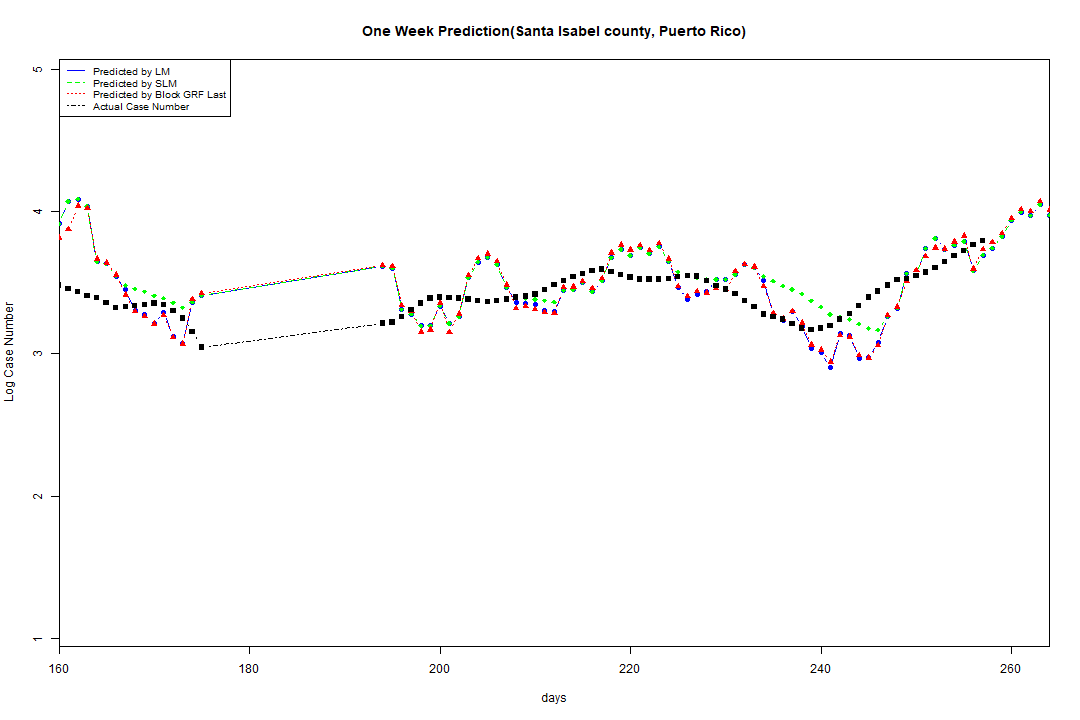 One Week Prediction(Santa Isabel county, Puerto Rico)
Predicted by LM
Predicted by SLM
Predicted by Block GRF Last
Actual Case Number
Log Case Number
5
4
3
2
1
160 180 200 220 240 260
days